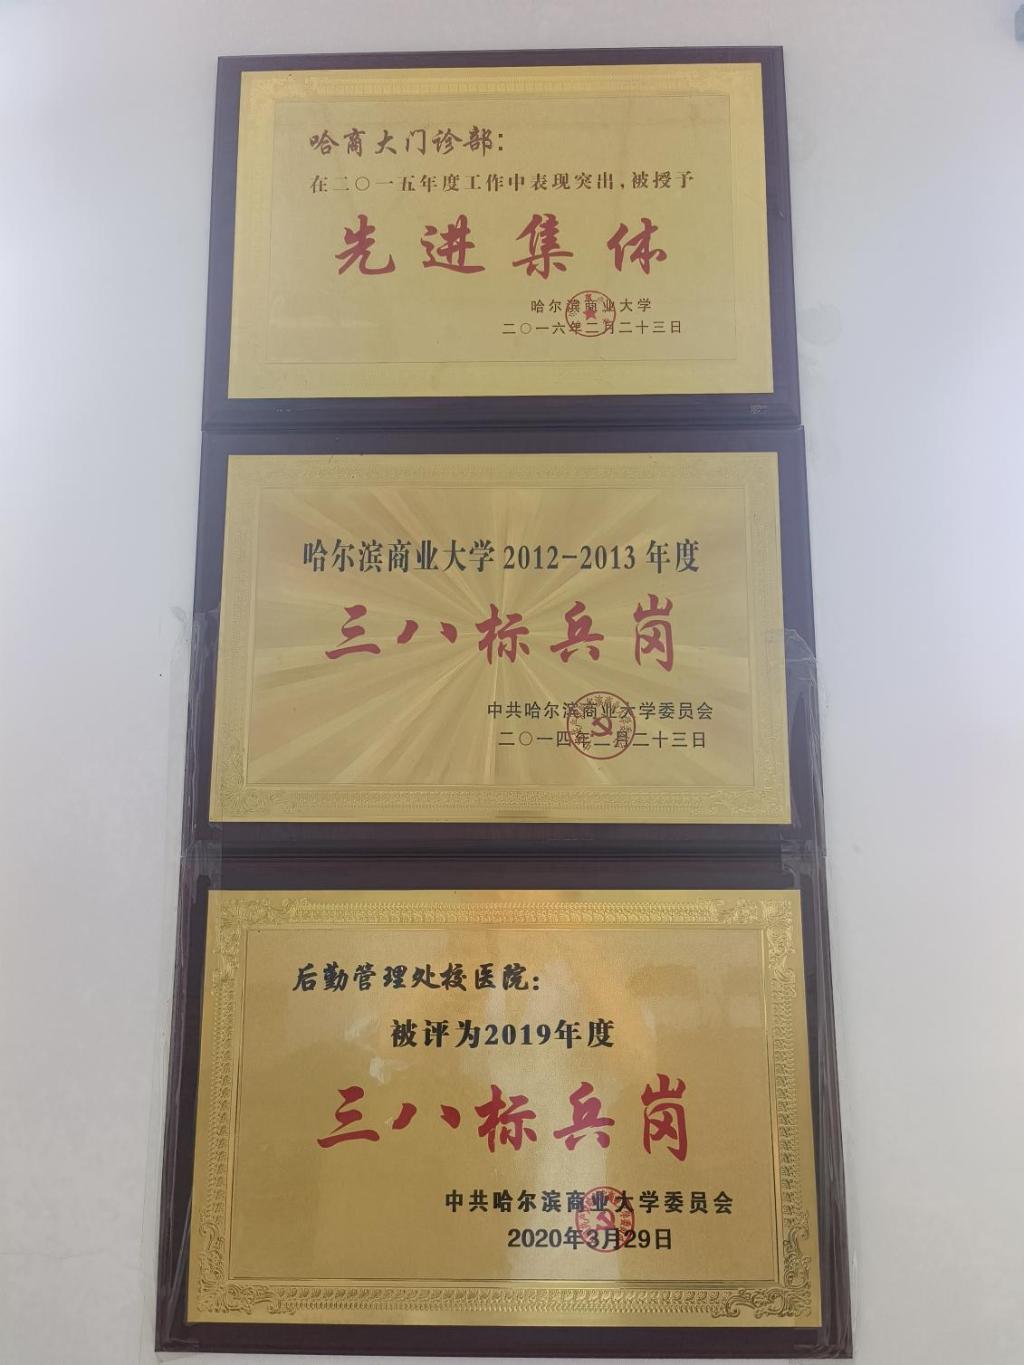 哈商大门诊部：
在二〇一五年度工作中表现突出，被授予
先进集体
哈尔滨商业大学
二〇一六年二月二十三日
哈尔滨商业大学2012-2013年度
三八标兵岗
中共哈尔滨商业大学委员会
二〇一四年二月二十三日
后勤管理处校医院：
被评为2019年度
三八标兵岗
中共哈尔滨商业大学委员会
2020年3月29日